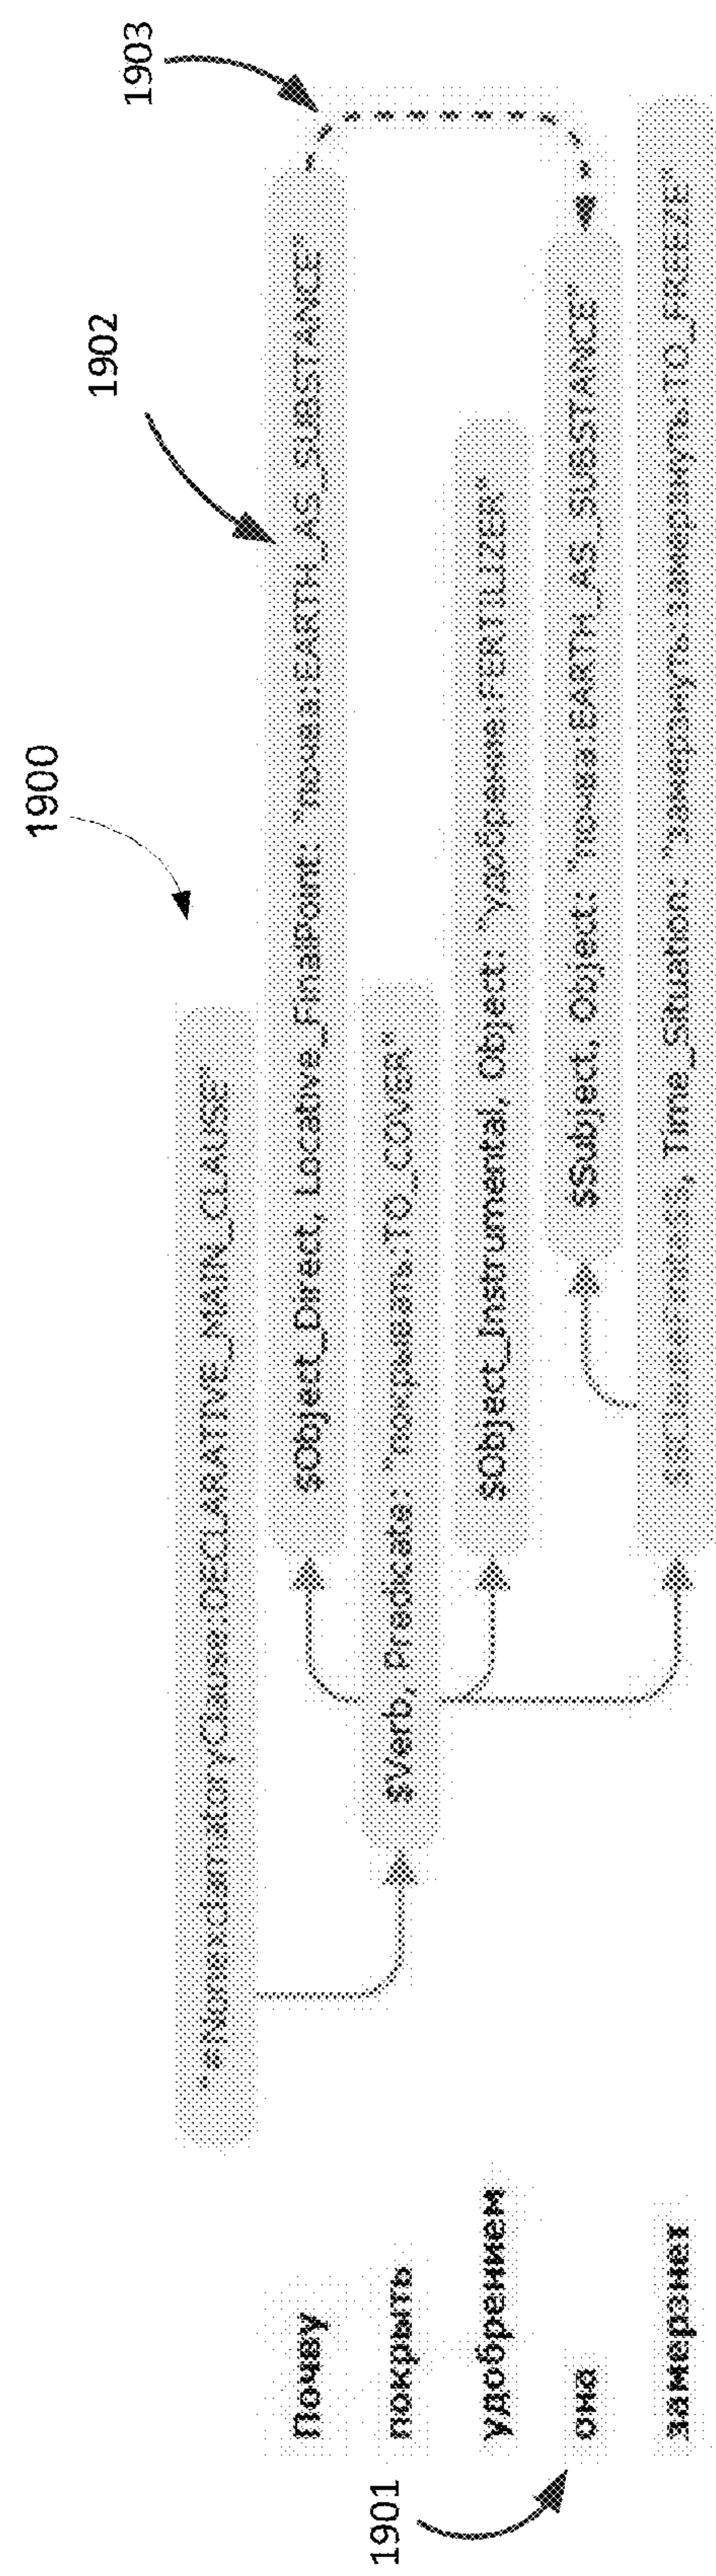 1900
1902
1903
"#NonexclamatoryClause:DECLARATIVE_MAIN_CLAUSE"
Почву
$Object_Direct, Locative_FinalPoint: "почва:EARTH_AS_SUBSTANCE"
покрыть
$Verb, Predicate: "покрывать:TO_COVER"
удобрением
$Object_Instrumental, Object: "удобрение:FERTILIZER"
1901
она
$Subject, Object: "почва:EARTH_AS_SUBSTANCE"
замерзнет
Time_Situation: "замерзнуть:замерзнуть:TO_FREEZE"